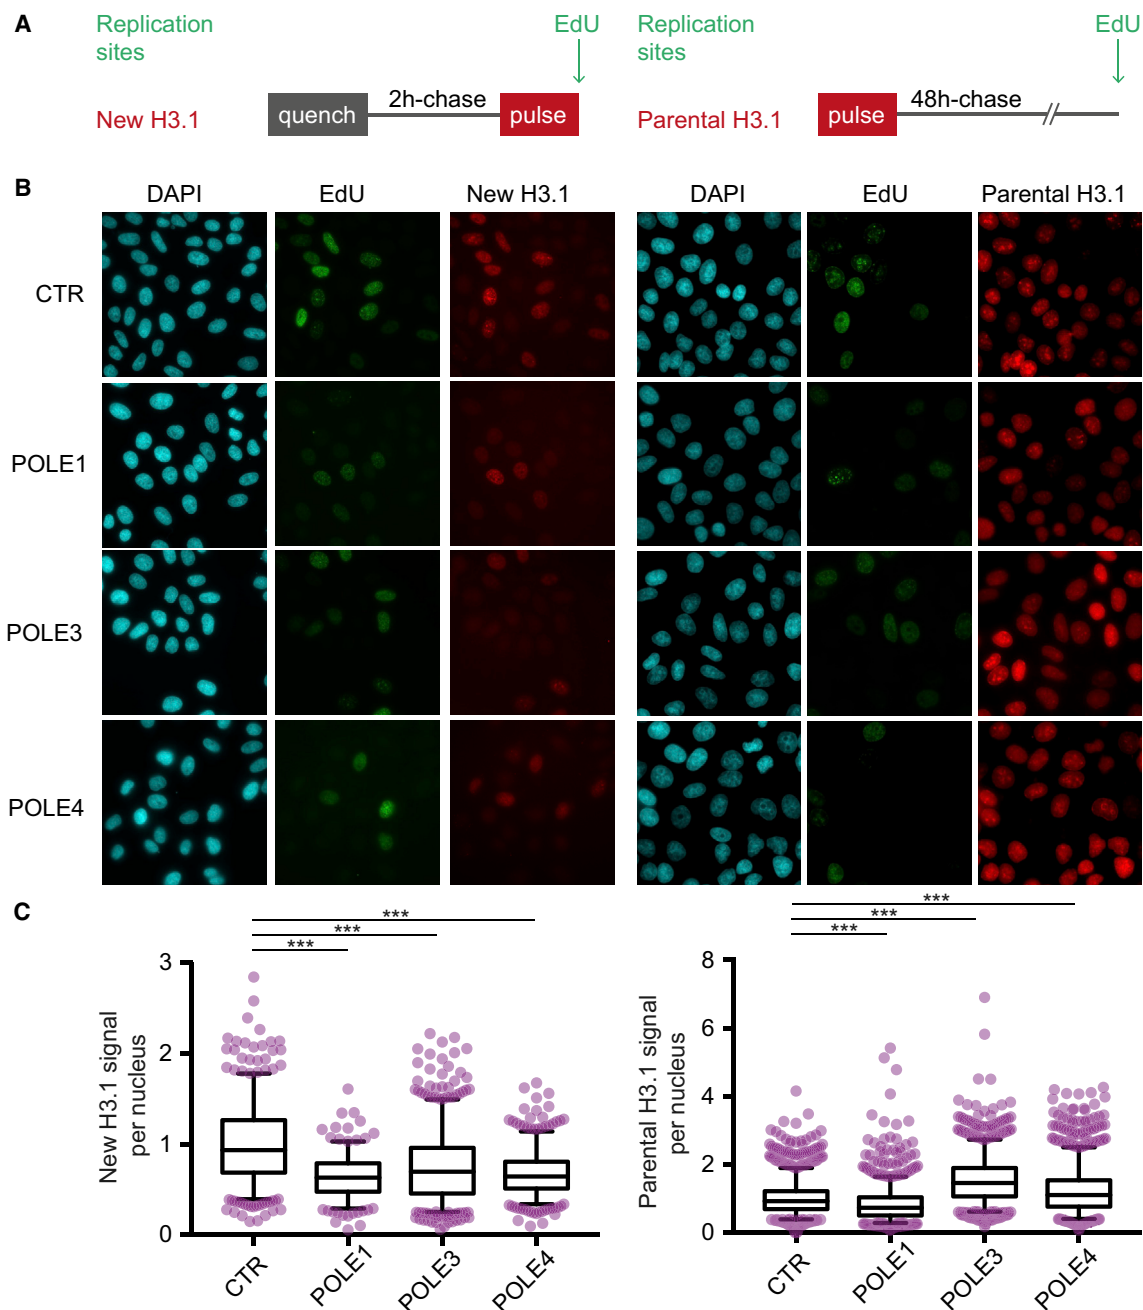 A
Replication
sites
EdU
New H3.1
quench
2h-chase
pulse
Replication
sites
EdU
Parental H3.1
pulse
48h-chase
B
DAPI
EdU
New H3.1
DAPI
EdU
Parental H3.1
CTR
POLE1
POLE3
POLE4
C
***
***
***
New H3.1 signal
per nucleus
3
2
1
0
CTR
POLE1
POLE3
POLE4
***
***
***
Parental H3.1 signal
per nucleus
8
6
4
2
0
CTR
POLE1
POLE3
POLE4